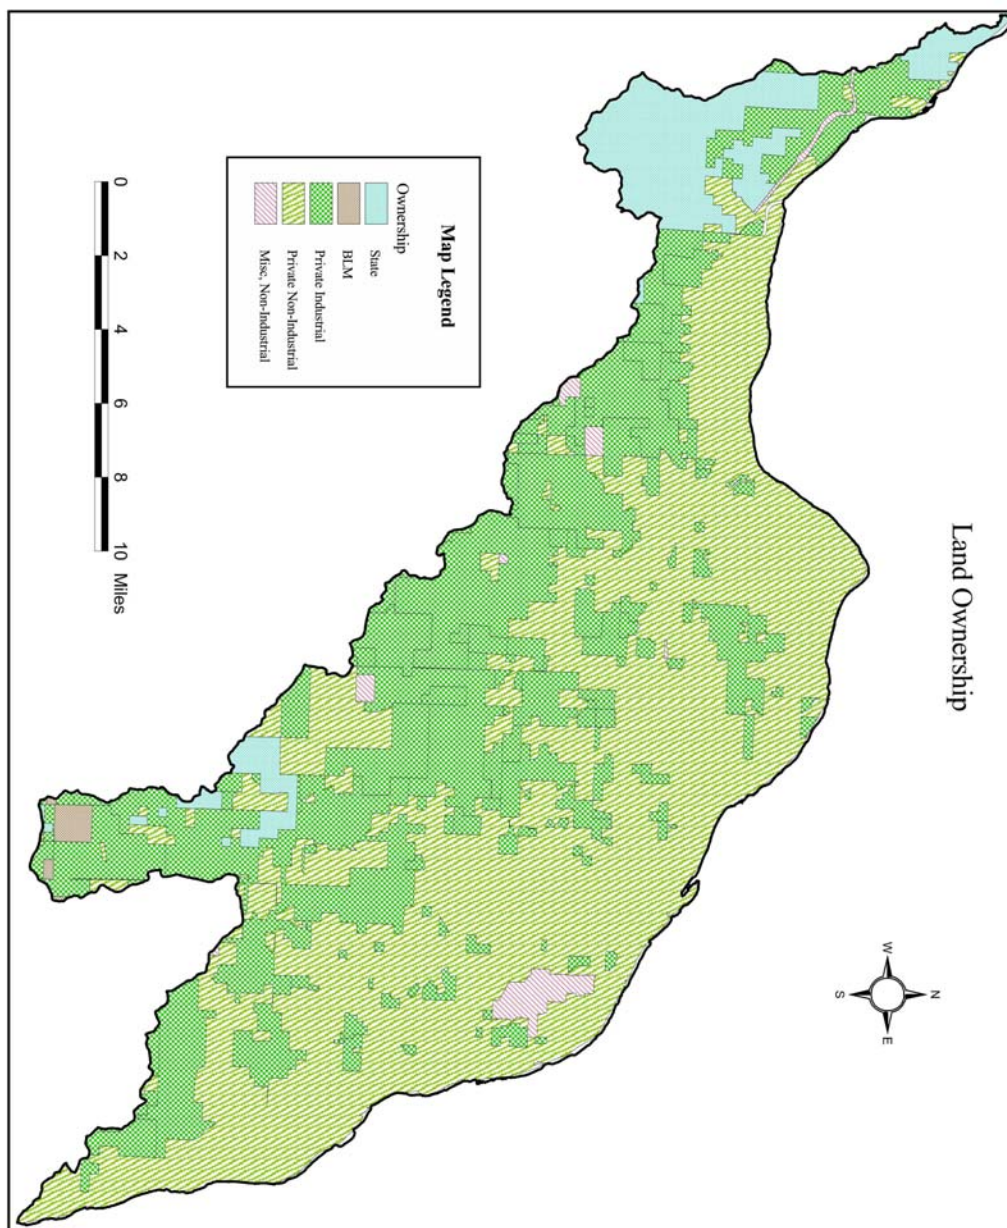 Land Ownership
W
N
S
E
Map Legend
Ownership
State
BLM
Private Industrial
Private Non-Industrial
Misc, Non-Industrial
0 2 4 6 8 10 Miles